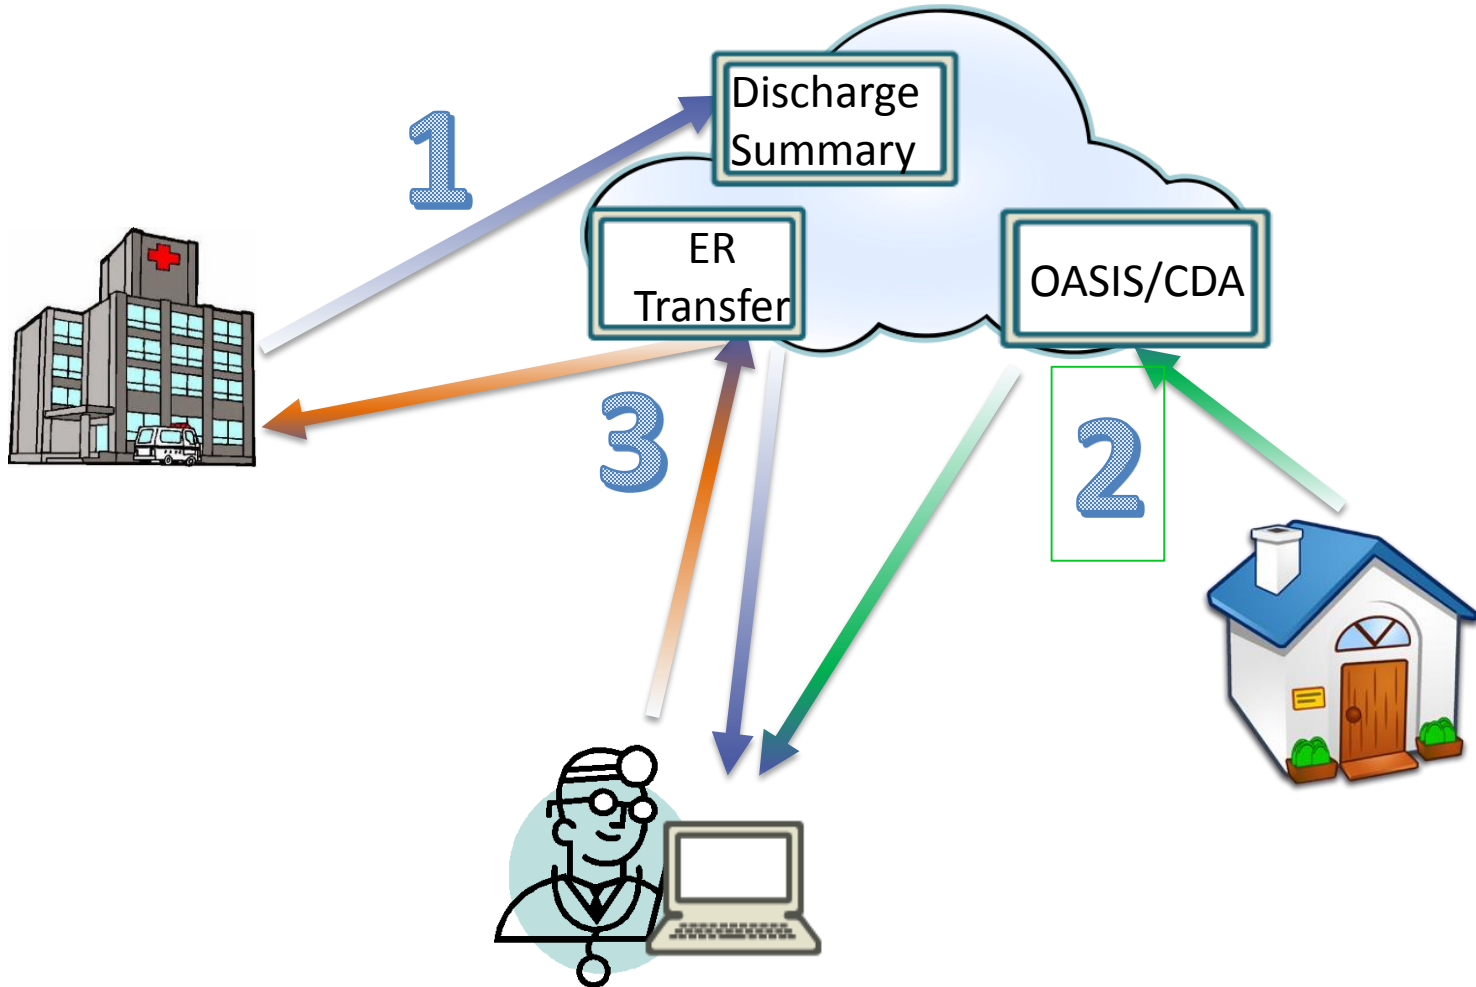 Discharge
Summary
1
ER
Transfer
OASIS/CDA
3
2